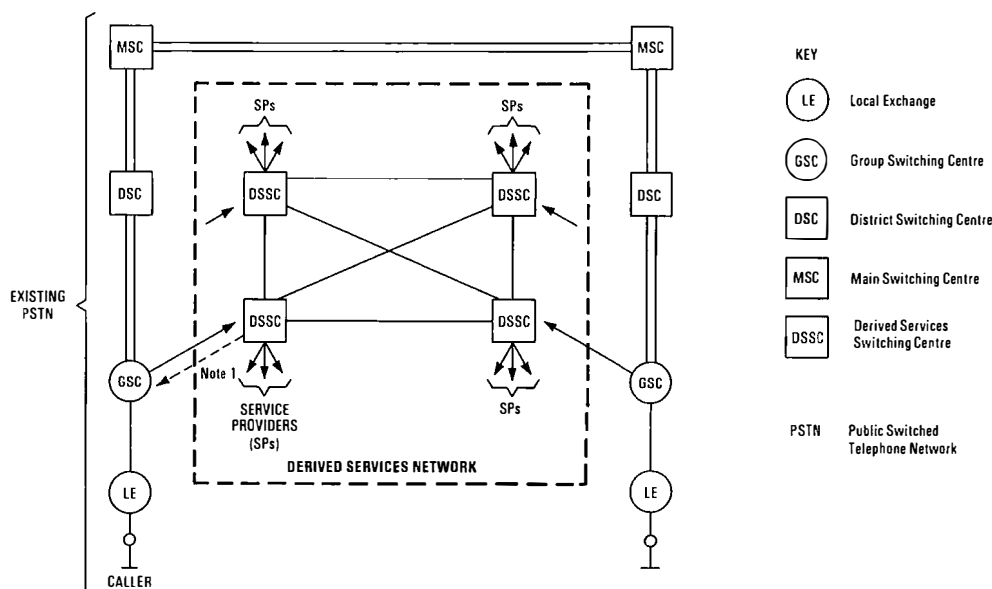 MSC
MSC
SPs
SPs
DSC
DSSC
DSSC
DSC
EXISTING
PSTN
DSSC
DSSC
Note 1
GSC
GSC
SERVICE
PROVIDERS
(SPs)
SPs
DERIVED SERVICES NETWORK
LE
LE
CALLER
KEY
LE Local Exchange
GSC Group Switching Centre
DSC District Switching Centre
MSC Main Switching Centre
DSSC Derived Services
Switching Centre
PSTN Public Switched
Telephone Network